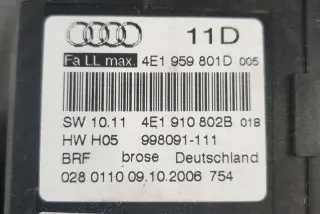 11D
Fa LL max. 4E1 959 801D 005
SW 10.11 4E1 910 802B 018
HW H05 998091-111
BRF brose Deutschland
028 0110 09.10.2006 754